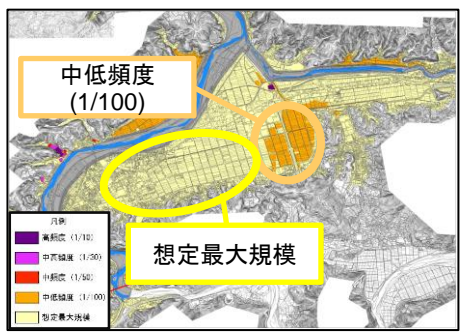 中低頻度
(1/100)
想定最大規模
凡例
高頻度（1/10）
中高頻度（1/30）
中頻度（1/50）
中低頻度（1/100）
想定最大規模